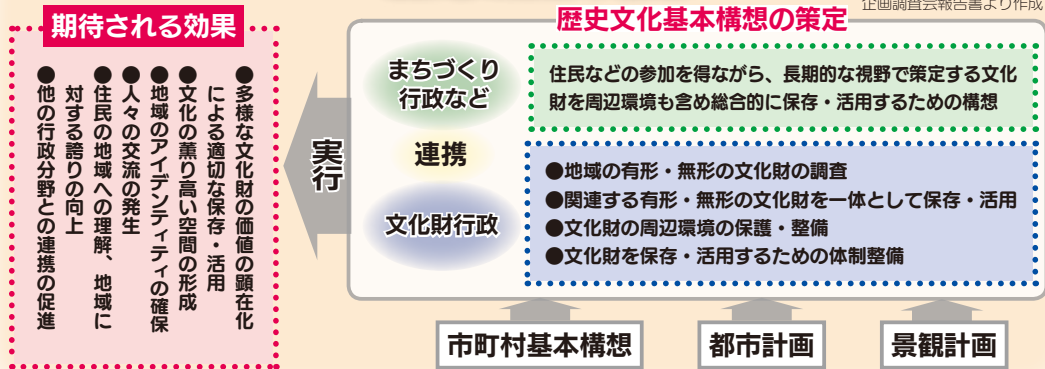 企画調査会報告書より作成
歴史文化基本構想の策定
まちづくり
行政など
連携
文化財行政
住民などの参加を得ながら、長期的な視野で策定する文化
財を周辺環境も含め総合的に保存・活用するための構想
●地域の有形・無形の文化財の調査
●関連する有形・無形の文化財を一体として保存・活用
●文化財の周辺環境の保護・整備
●文化財を保存・活用するための体制整備
市町村基本構想
都市計画
景観計画
実行
期待される効果
●多様な文化財の価値の顕在化
による適切な保存・活用
●文化の薫り高い空間の形成
●地域のアイデンティティの確保
●人々の交流の発生
●住民の地域への理解、地域に
対する誇りの向上
●他の行政分野との連携の促進